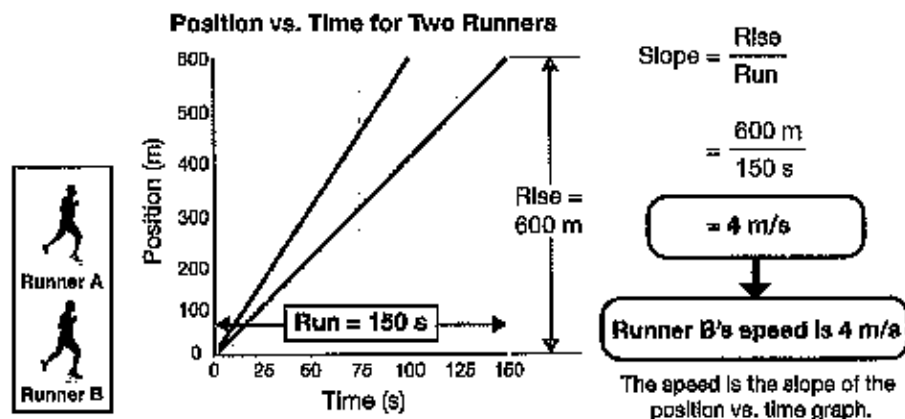 Position vs. Time for Two Runners
600
500
400
300
200
100
0
Position (m)
0 25 50 75 100 125 150
Time (s)
Run = 150 s
Rise =
600 m
Runner A
Runner B
Slope = Rise
Run
= 600 m
150 s
= 4 m/s
Runner B's speed is 4 m/s
The speed is the slope of the
position vs. time graph.